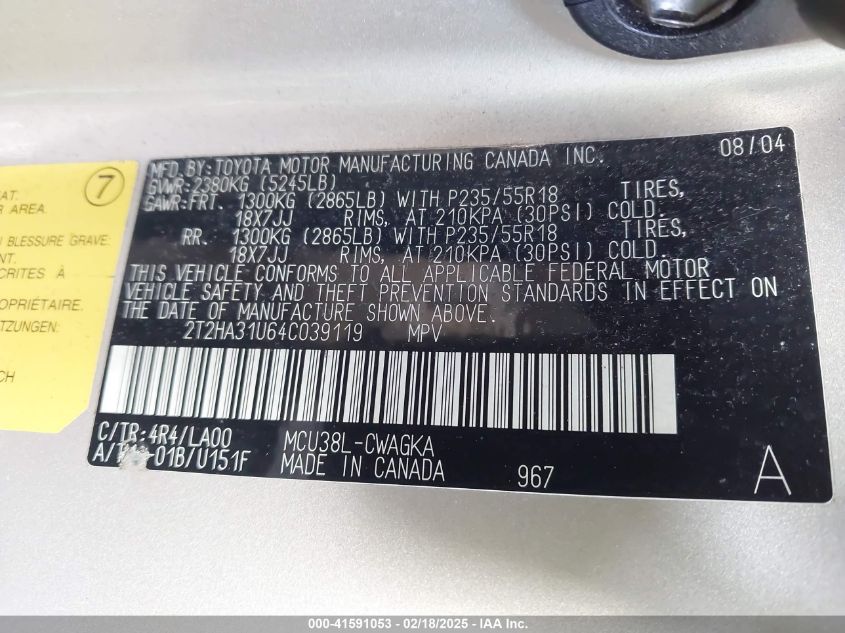 MFD. BY: TOYOTA MOTOR MANUFACTURING CANADA INC. 08/04
GVWR: 2380KG (5245LB)
GAWR: FRT. 1300KG (2865LB) WITH P235/55R18 TIRES,
18X7JJ RIMS, AT 210KPA (30PSI) COLD.
RR. 1300KG (2865LB) WITH P235/55R18 TIRES,
18X7JJ RIMS, AT 210KPA (30PSI) COLD.
THIS VEHICLE CONFORMS TO ALL APPLICABLE FEDERAL MOTOR
VEHICLE SAFETY AND THEFT PREVENTION STANDARDS IN EFFECT ON
THE DATE OF MANUFACTURE SHOWN ABOVE.
2T2HA31U64C039119 MPV
C/TR: 4R4/LA00 MCU38L-CWAGKA
-01B/U151F MADE IN CANADA 967 A
7
AT.
R AREA.
BLESSURE GRAVE.
NT.
CRITES À
OPRIÉTAIRE.
TZUNGEN:
CH
000-41591053 - 02/18/2025 - IAA Inc.